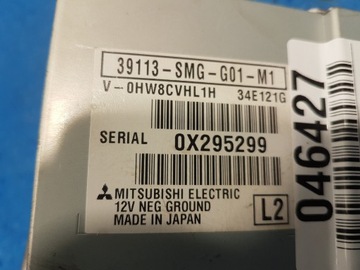 39113-SMG-G01-M1
V-0HW8CVHL1H 34E121G
SERIAL 0X295299
MITSUBISHI ELECTRIC
12V NEG GROUND
MADE IN JAPAN
L2
046427